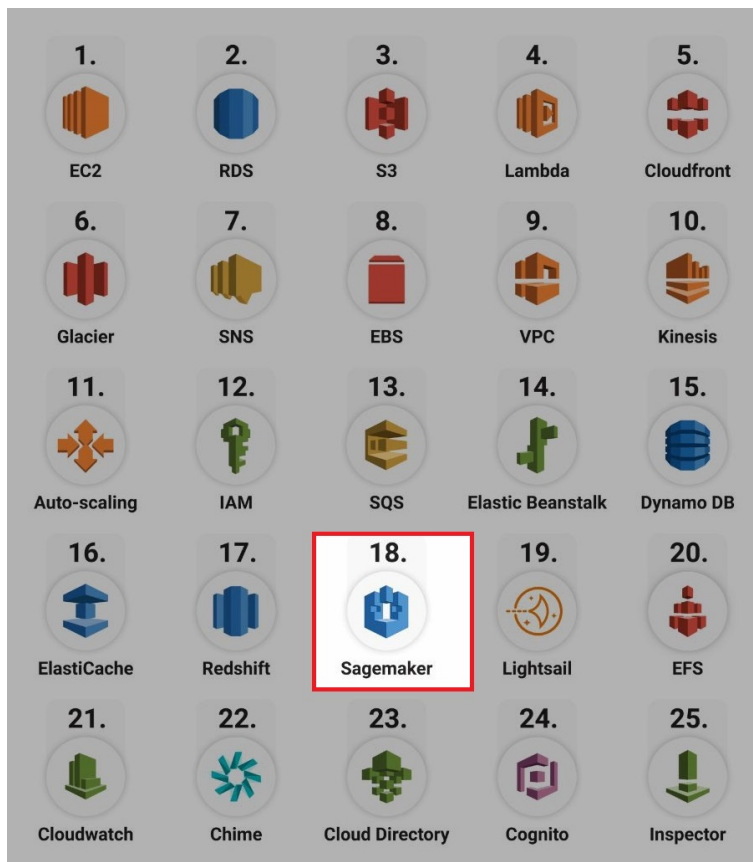 1. 2. 3. 4. 5.
EC2 RDS S3 Lambda Cloudfront
6. 7. 8. 9. 10.
Glacier SNS EBS VPC Kinesis
11. 12. 13. 14. 15.
Auto-scaling IAM SQS Elastic Beanstalk Dynamo DB
16. 17. 18. 19. 20.
ElastiCache Redshift Sagemaker Lightsail EFS
21. 22. 23. 24. 25.
Cloudwatch Chime Cloud Directory Cognito Inspector